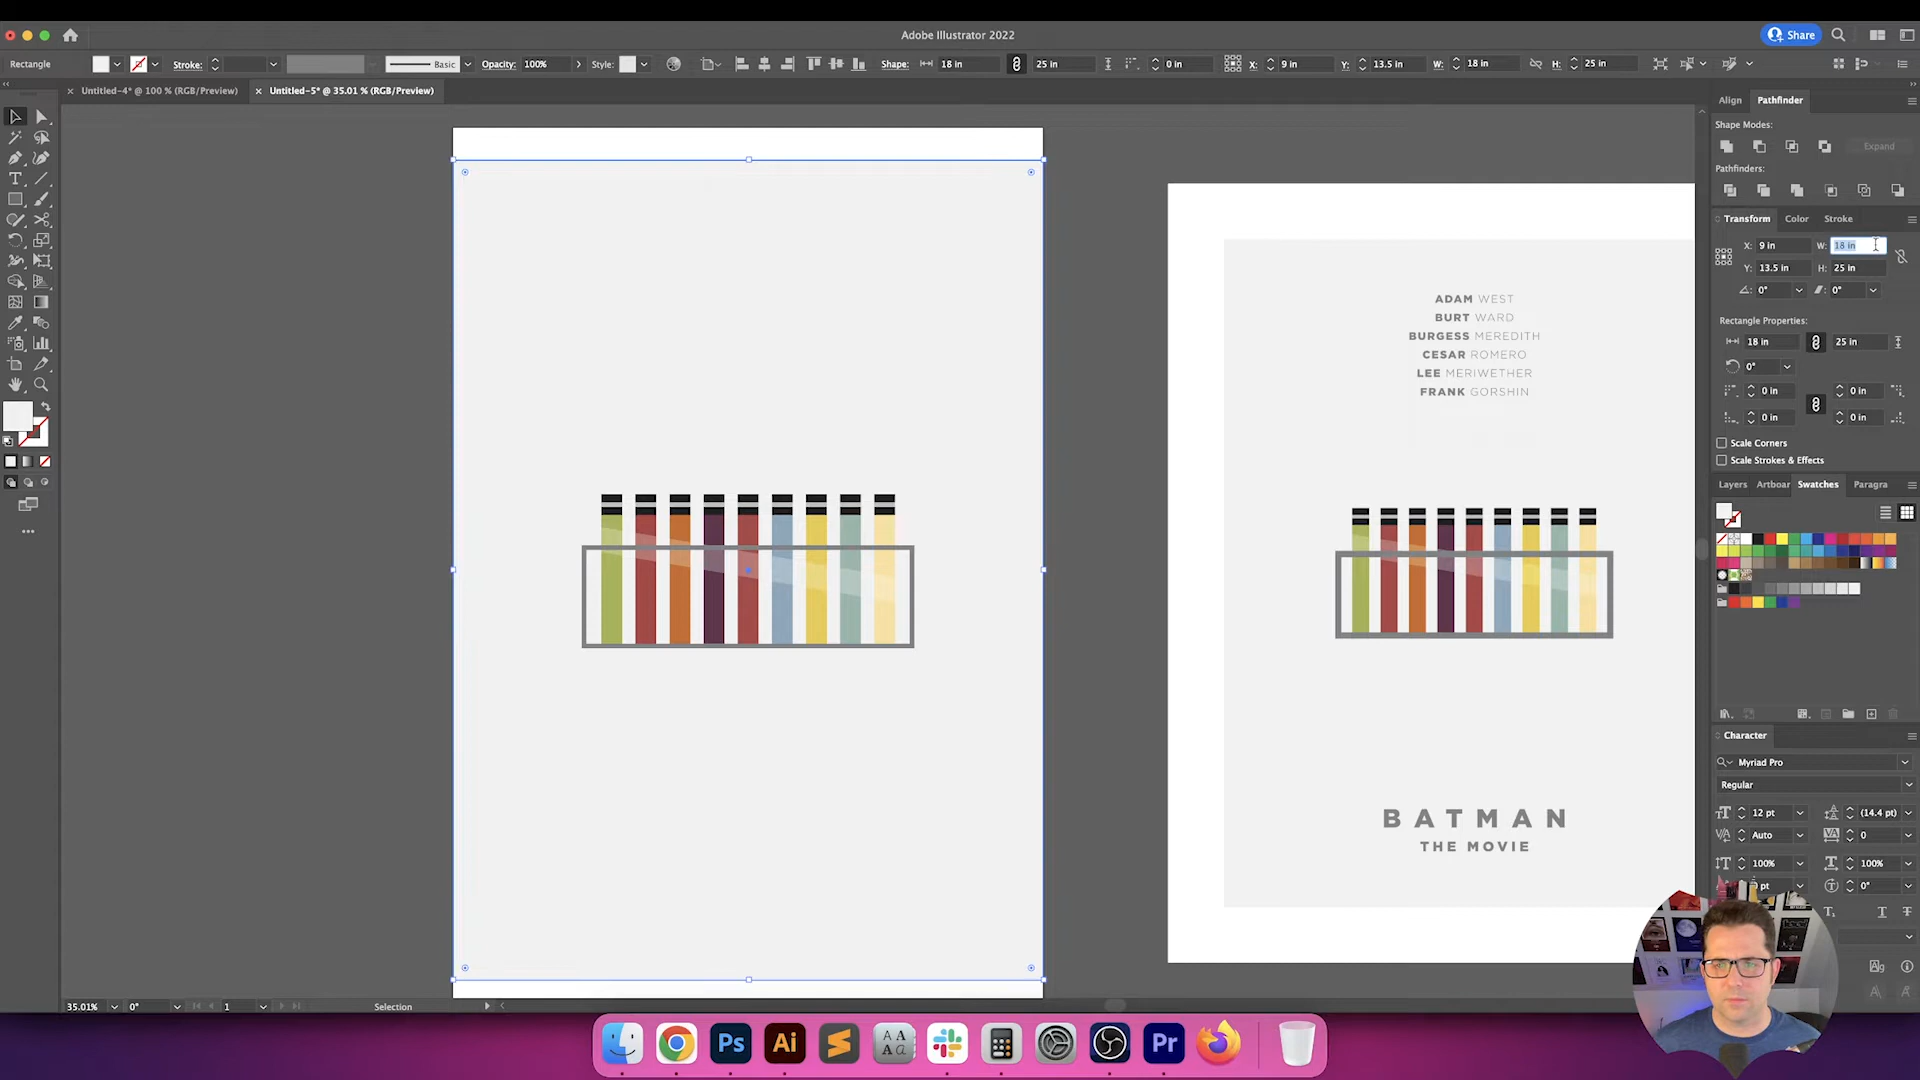 Adobe Illustrator 2022
Share
Rectangle
Stroke:
Basic
Opacity: 100%
Style:
Shape: 18 in
25 in
0 in
X: 9 in
Y: 13.5 in
W: 18 in
H: 25 in
Untitled-4* @ 100 % (RGB/Preview)
Untitled-5* @ 35.01 % (RGB/Preview)
Align Pathfinder
Shape Modes:
Expand
Pathfinders:
Transform Color Stroke
X: 9 in W: 18 in
Y: 13.5 in H: 25 in
0° 0°
Rectangle Properties:
18 in 25 in
0°
0 in 0 in
0 in 0 in
Scale Corners
Scale Strokes & Effects
Layers Artboar Swatches Paragra
Character
Myriad Pro
Regular
12 pt (14.4 pt)
Auto 0
100% 100%
pt 0°
ADAM WEST
BURT WARD
BURGESS MEREDITH
CESAR ROMERO
LEE MERIWETHER
FRANK GORSHIN
BATMAN
THE MOVIE
35.01% 0° 1 Selection
Ps Ai Pr